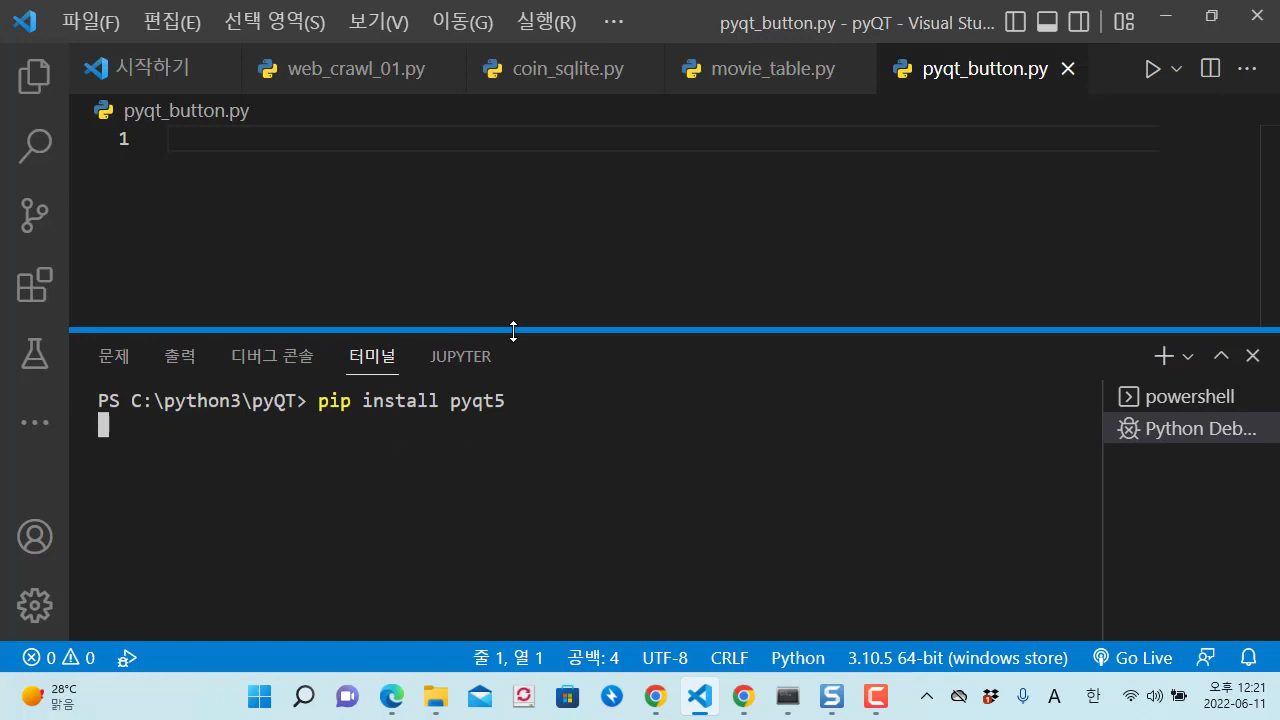 파일(F) 편집(E) 선택 영역(S) 보기(V) 이동(G) 실행(R) ··· pyqt_button.py - pyQT - Visual Stu...
시작하기 web_crawl_01.py coin_sqlite.py movie_table.py pyqt_button.py
pyqt_button.py
1
문제 출력 디버그 콘솔 터미널 JUPYTER
PS C:\python3\pyQT> pip install pyqt5
powershell
Python Deb...
0 0 줄 1, 열 1 공백: 4 UTF-8 CRLF Python 3.10.5 64-bit (windows store) Go Live
28°C
맑음
A 한
오후 12:21
2022-06-11